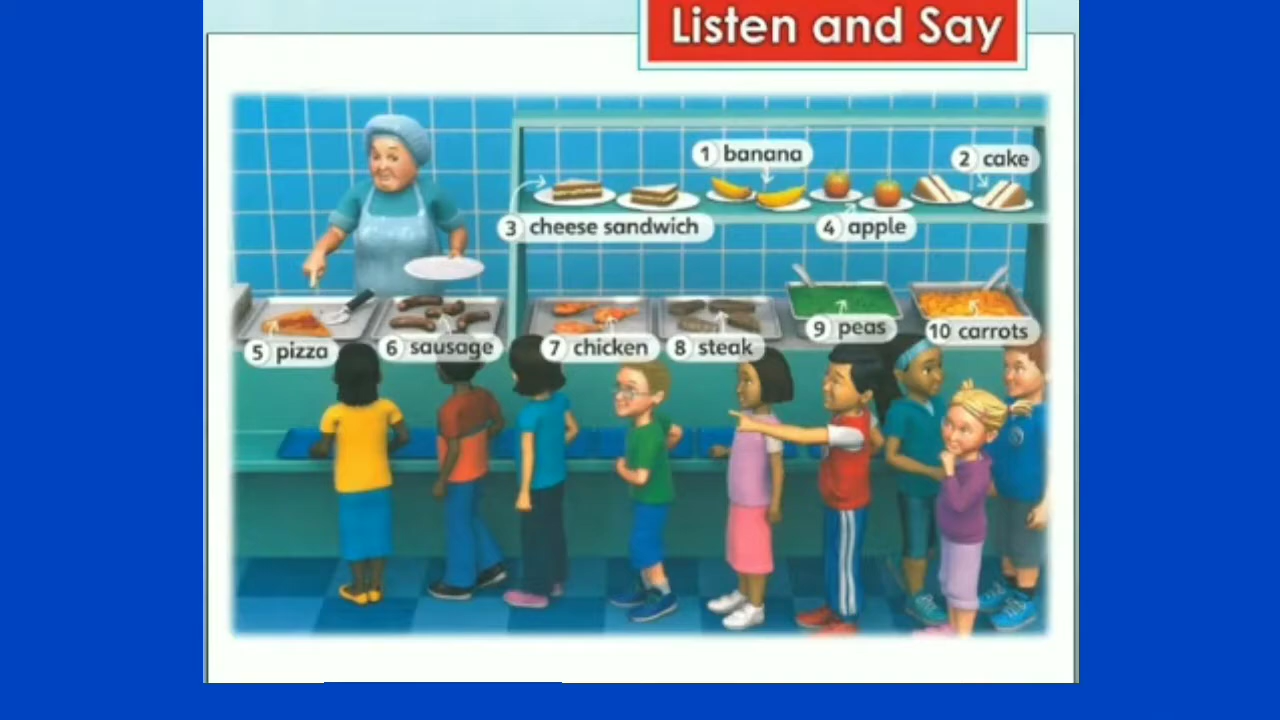 Listen and Say
1 banana
2 cake
3 cheese sandwich
4 apple
5 pizza
6 sausage
7 chicken
8 steak
9 peas
10 carrots